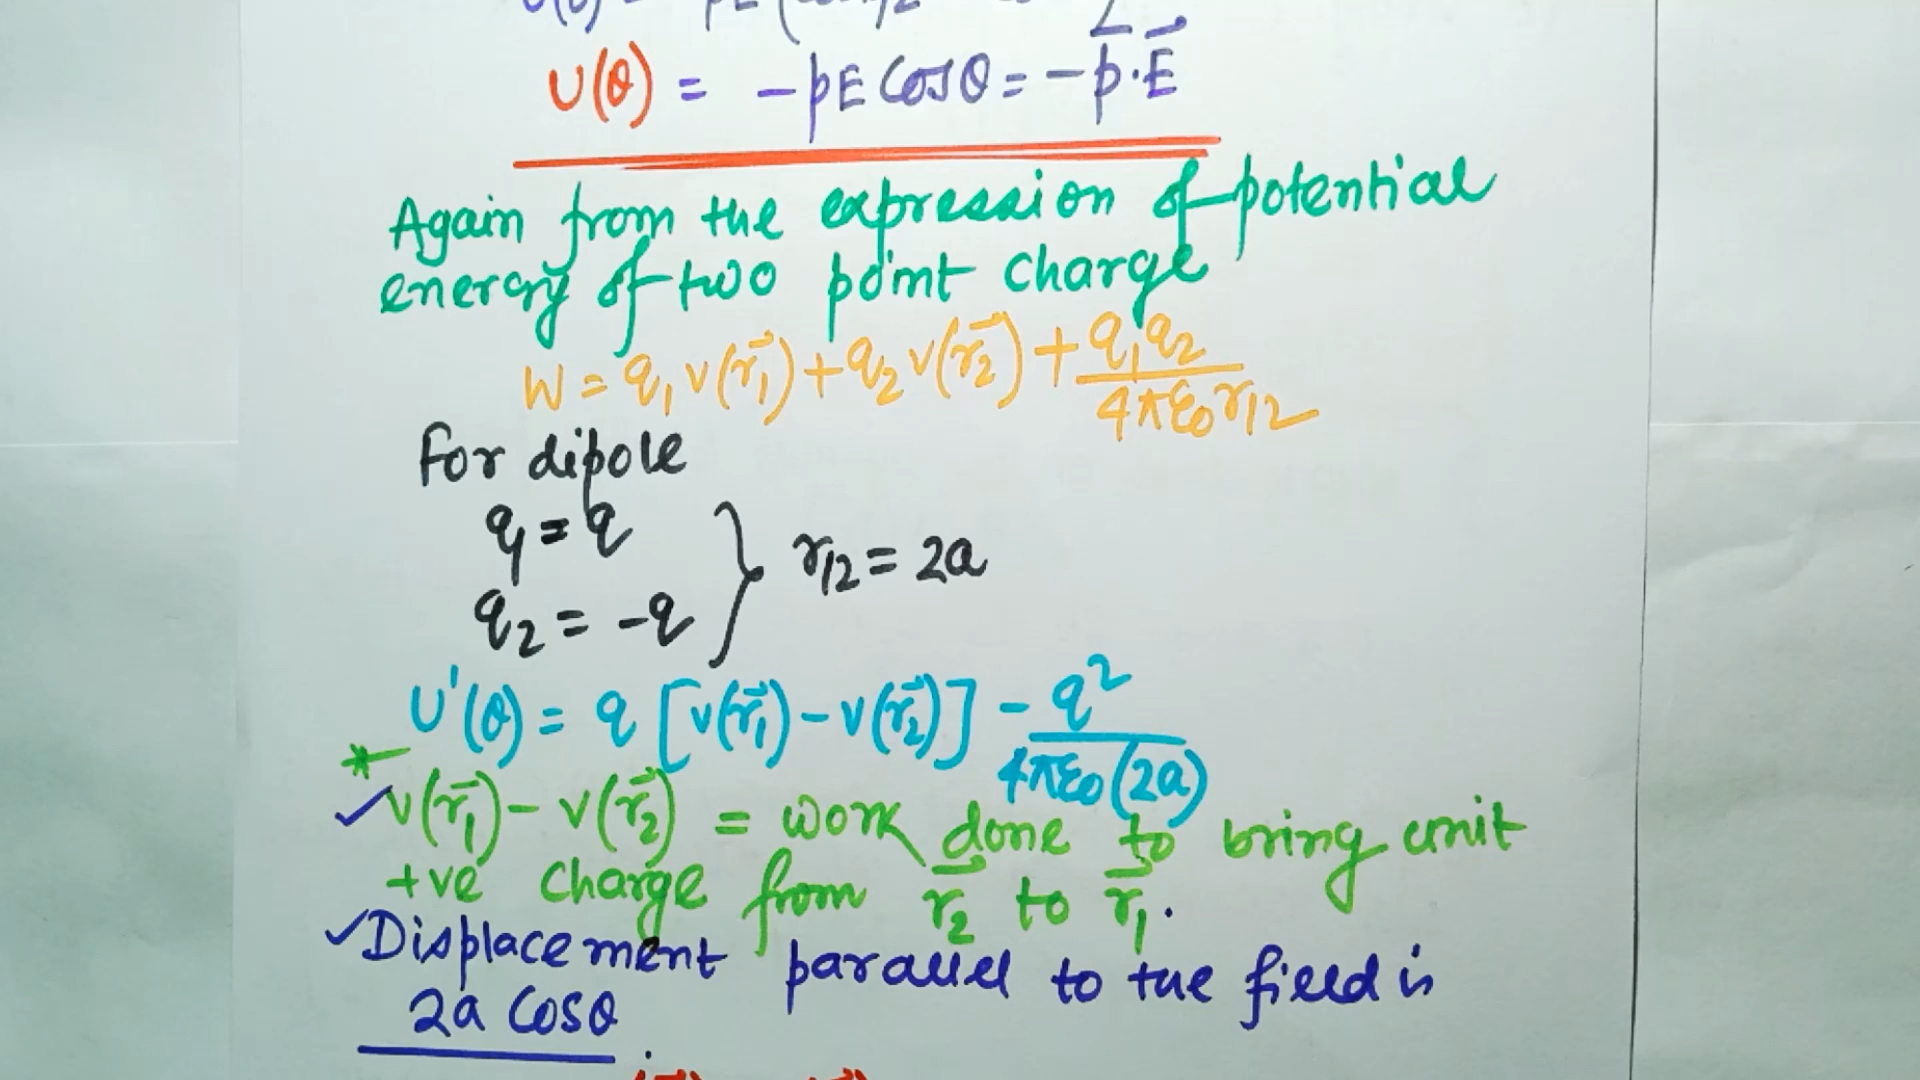 U(θ) = -pE Cosθ = -p⃗·E⃗
Again from the expression of potential
energy of two point charge
W = q₁ V(r⃗₁) + q₂ V(r⃗₂) + q₁q₂ / 4πε₀r₁₂
For dipole
q₁ = q
q₂ = -q } r₁₂ = 2a
U'(θ) = q [V(r⃗₁) - V(r⃗₂)] - q² / 4πε₀(2a)
* ✓ V(r⃗₁) - V(r⃗₂) = work done to bring unit
+ve charge from r⃗₂ to r⃗₁.
✓ Displacement parallel to the field is
2a Cosθ